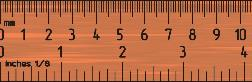 mm
0 1 2 3 4 5 6 7 8 9 10
0 1 2 3 4
inches 1/8